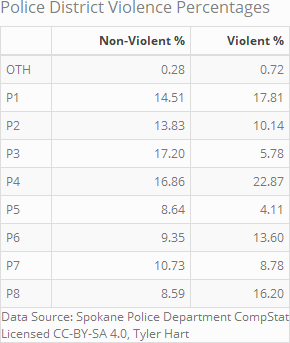 Police District Violence Percentages
Non-Violent % Violent %
OTH 0.28 0.72
P1 14.51 17.81
P2 13.83 10.14
P3 17.20 5.78
P4 16.86 22.87
P5 8.64 4.11
P6 9.35 13.60
P7 10.73 8.78
P8 8.59 16.20
Data Source: Spokane Police Department CompStat
Licensed CC-BY-SA 4.0, Tyler Hart